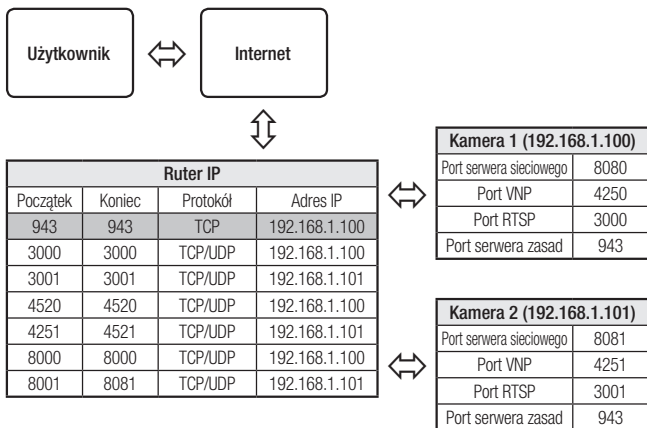 Użytkownik
Internet
Ruter IP
Początek Koniec Protokół Adres IP
943 943 TCP 192.168.1.100
3000 3000 TCP/UDP 192.168.1.100
3001 3001 TCP/UDP 192.168.1.101
4520 4520 TCP/UDP 192.168.1.100
4251 4521 TCP/UDP 192.168.1.101
8000 8000 TCP/UDP 192.168.1.100
8001 8081 TCP/UDP 192.168.1.101
Kamera 1 (192.168.1.100)
Port serwera sieciowego 8080
Port VNP 4250
Port RTSP 3000
Port serwera zasad 943
Kamera 2 (192.168.1.101)
Port serwera sieciowego 8081
Port VNP 4251
Port RTSP 3001
Port serwera zasad 943